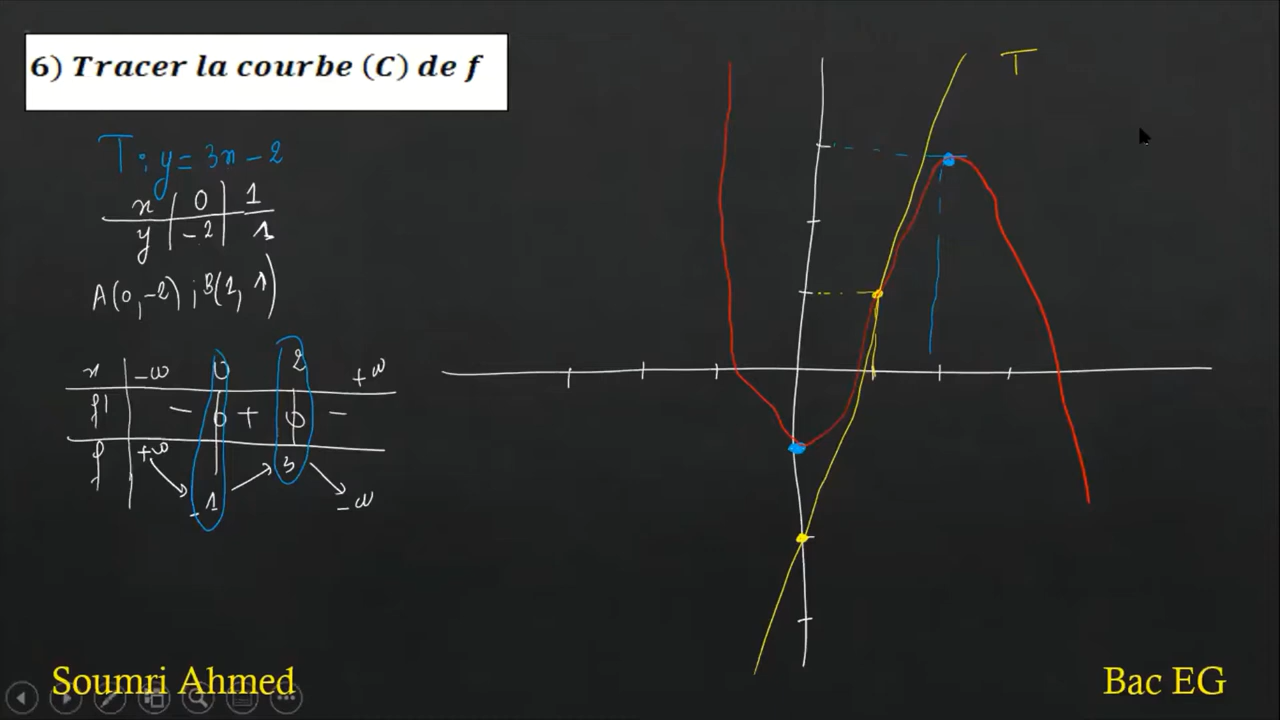 6) Tracer la courbe (C) de f
T : y = 3x - 2
x | 0 | 1
y | -2 | 1
A(0, -2) ; B(1, 1)
x | -∞ 0 2 +∞
f' | - 0 + 0 -
f | +∞ -1 3 -∞
T
Soumri Ahmed
Bac EG